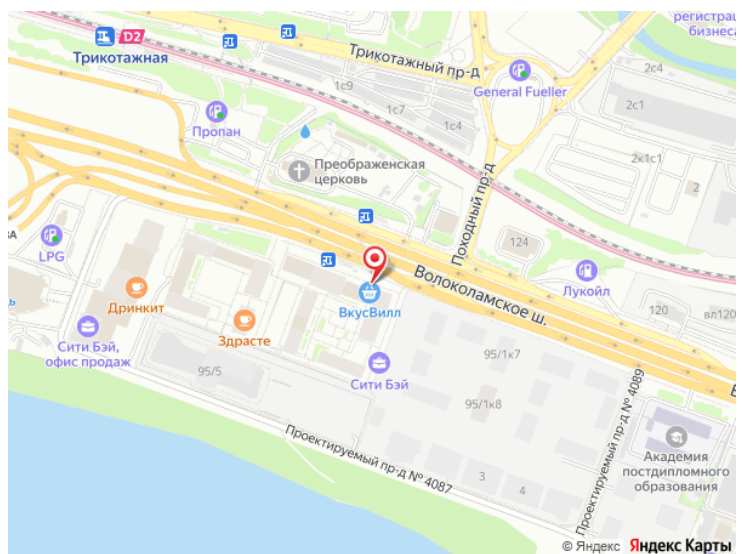 регистрац
бизнеса
D2
Трикотажная
Трикотажный пр-д
1с9
1с7
1с4
General Fueller
2с4
2с1
2к1с1
2
Пропан
Преображенская
церковь
Походный пр-д
124
ВА
LPG
Дринкит
Здрасте
ВкусВилл
Волоколамское ш.
Лукойл
120
вл120
дь
Сити Бэй,
офис продаж
95/5
Сити Бэй
95/1к7
95/1к8
В
Проектируемый пр-д № 4089
Проектируемый пр-д № 4087
3
4
Академия
постдипломного
образования
© Яндекс Яндекс Карты